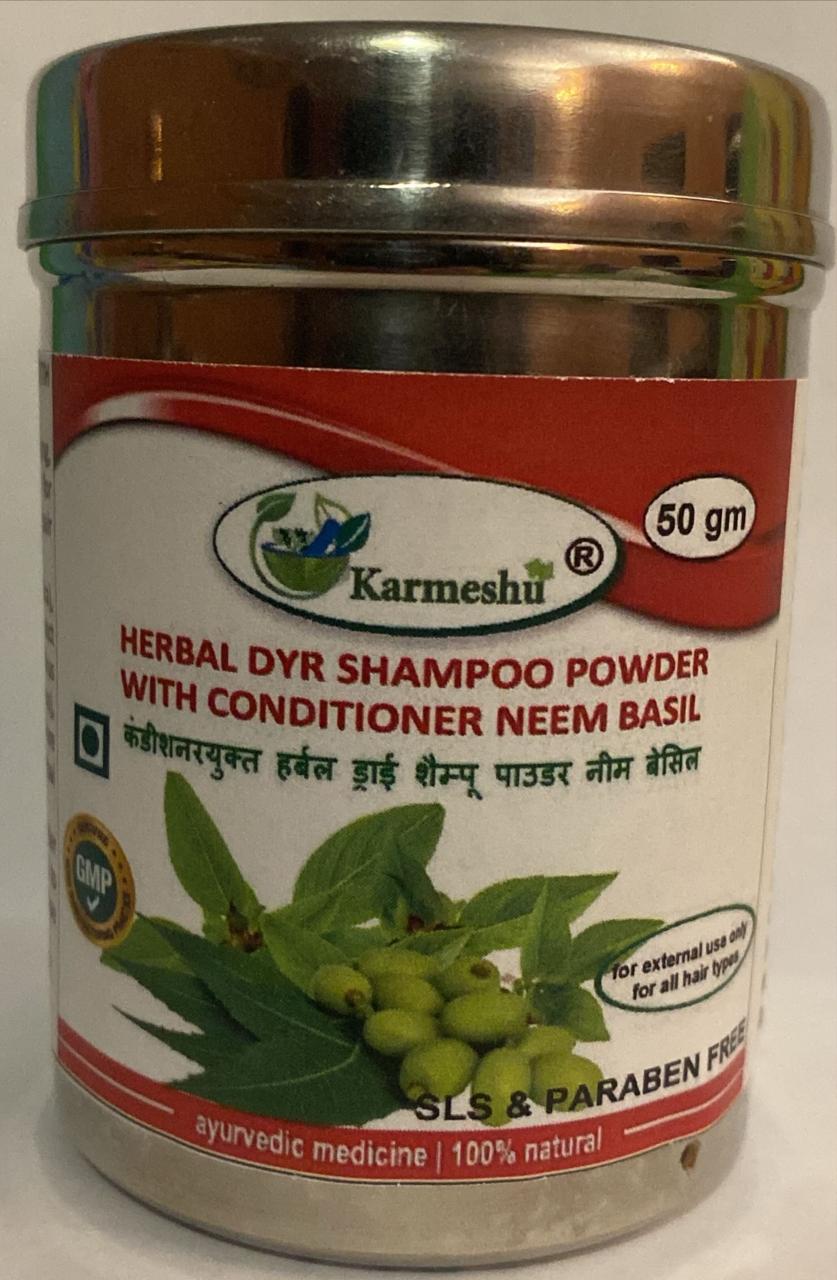 50 gm
Karmeshu ®
HERBAL DYR SHAMPOO POWDER
WITH CONDITIONER NEEM BASIL
कंडीशनरयुक्त हर्बल ड्राई शैम्पू पाउडर नीम बेसिल
GMP
for external use only
for all hair types
SLS & PARABEN FREE
ayurvedic medicine | 100% natural